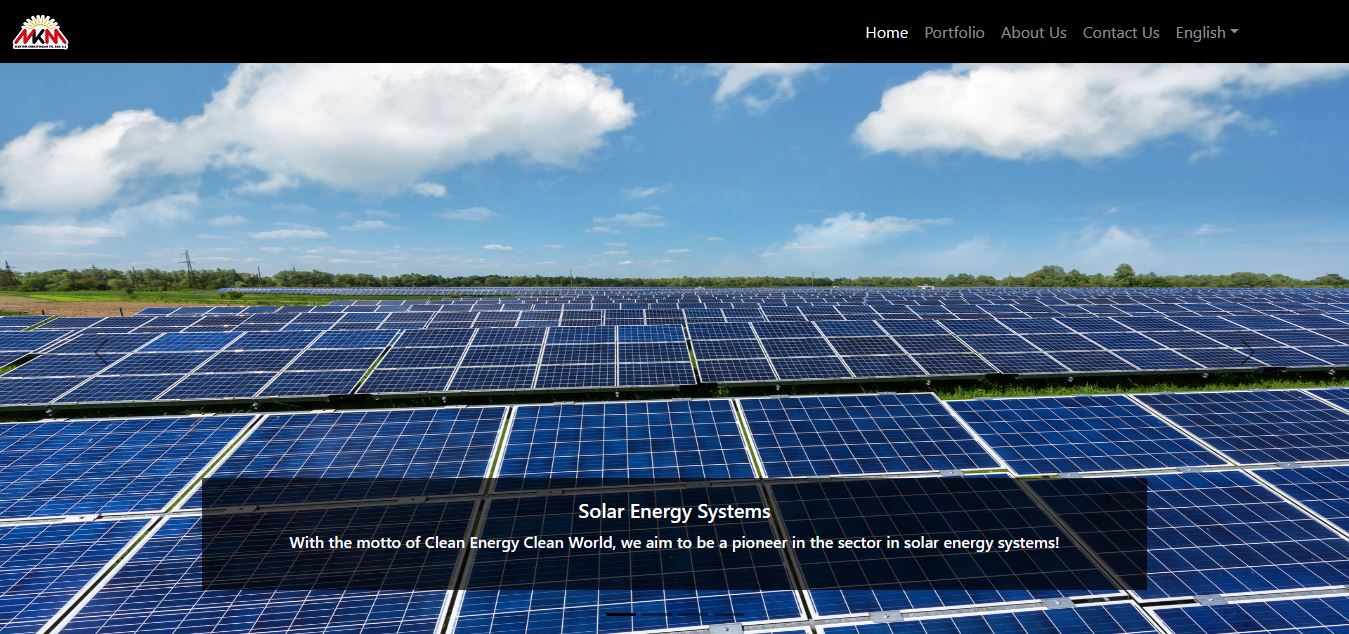 MKM
Home
Portfolio
About Us
Contact Us
English
Solar Energy Systems
With the motto of Clean Energy Clean World, we aim to be a pioneer in the sector in solar energy systems!